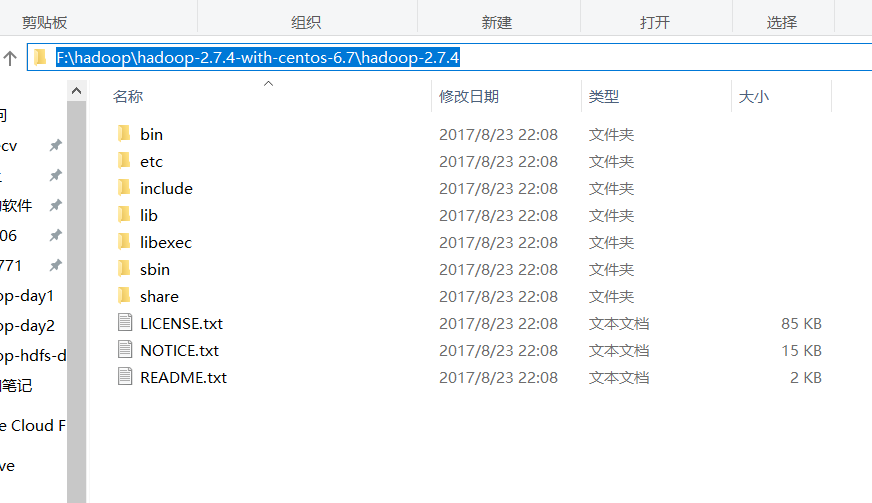 剪贴板 组织 新建 打开 选择
F:\hadoop\hadoop-2.7.4-with-centos-6.7\hadoop-2.7.4
名称 修改日期 类型 大小
bin 2017/8/23 22:08 文件夹
etc 2017/8/23 22:08 文件夹
include 2017/8/23 22:08 文件夹
lib 2017/8/23 22:08 文件夹
libexec 2017/8/23 22:08 文件夹
sbin 2017/8/23 22:08 文件夹
share 2017/8/23 22:08 文件夹
LICENSE.txt 2017/8/23 22:08 文本文档 85 KB
NOTICE.txt 2017/8/23 22:08 文本文档 15 KB
README.txt 2017/8/23 22:08 文本文档 2 KB
问
cv
软件
06
771
op-day1
op-day2
op-hdfs-d
笔记
e Cloud F
ve